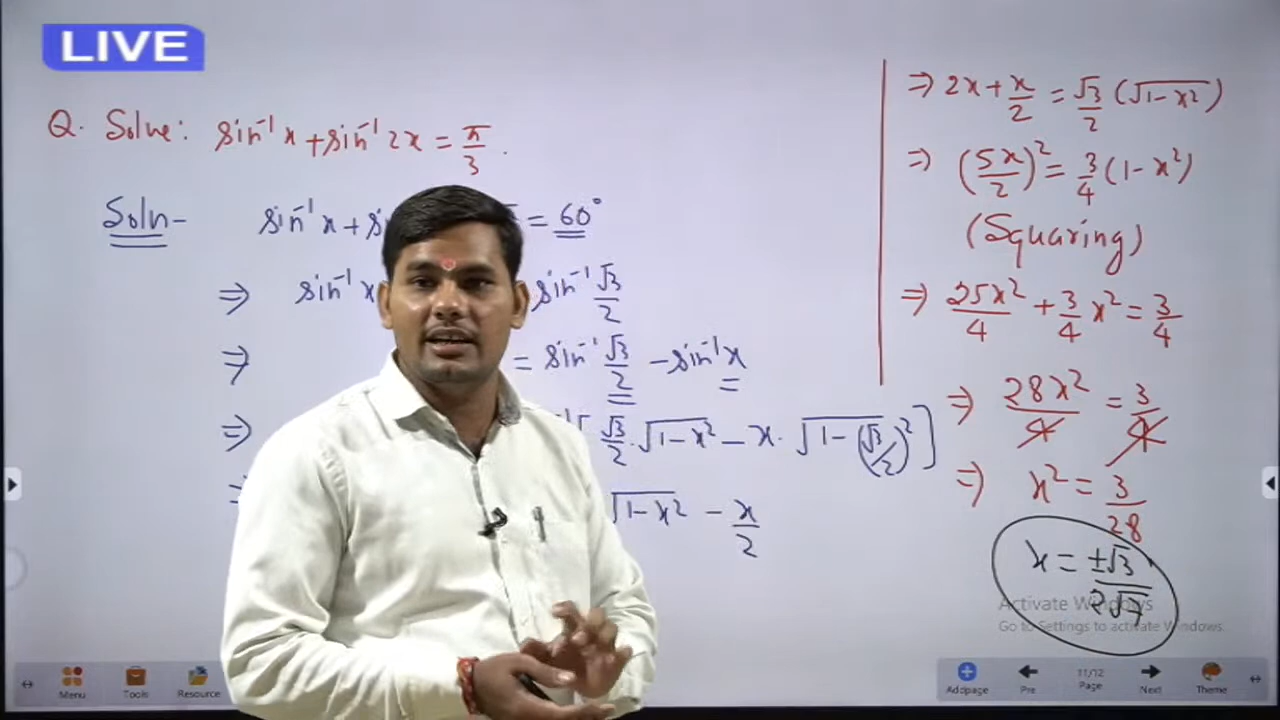 LIVE
Q. Solve: sin⁻¹x + sin⁻¹2x = π/3.
Soln-
sin⁻¹x + = 60°
⇒ sin⁻¹x sin⁻¹ √3/2
⇒ = sin⁻¹ √3/2 - sin⁻¹x
⇒ √3/2 · √1-x² - x · √1-(√3/2)² ]
⇒ √1-x² - x/2
⇒ 2x + x/2 = √3/2 (√1-x²)
⇒ (5x/2)² = 3/4 (1-x²)
(Squaring)
⇒ 25x²/4 + 3/4 x² = 3/4
⇒ 28x²/4 = 3/4
⇒ x² = 3/28
x = ±√3/2√7
Activate Windows
Go to Settings to activate Windows.
Menu
Tools
Resource
Addpage
Pre
11/12
Page
Next
Theme